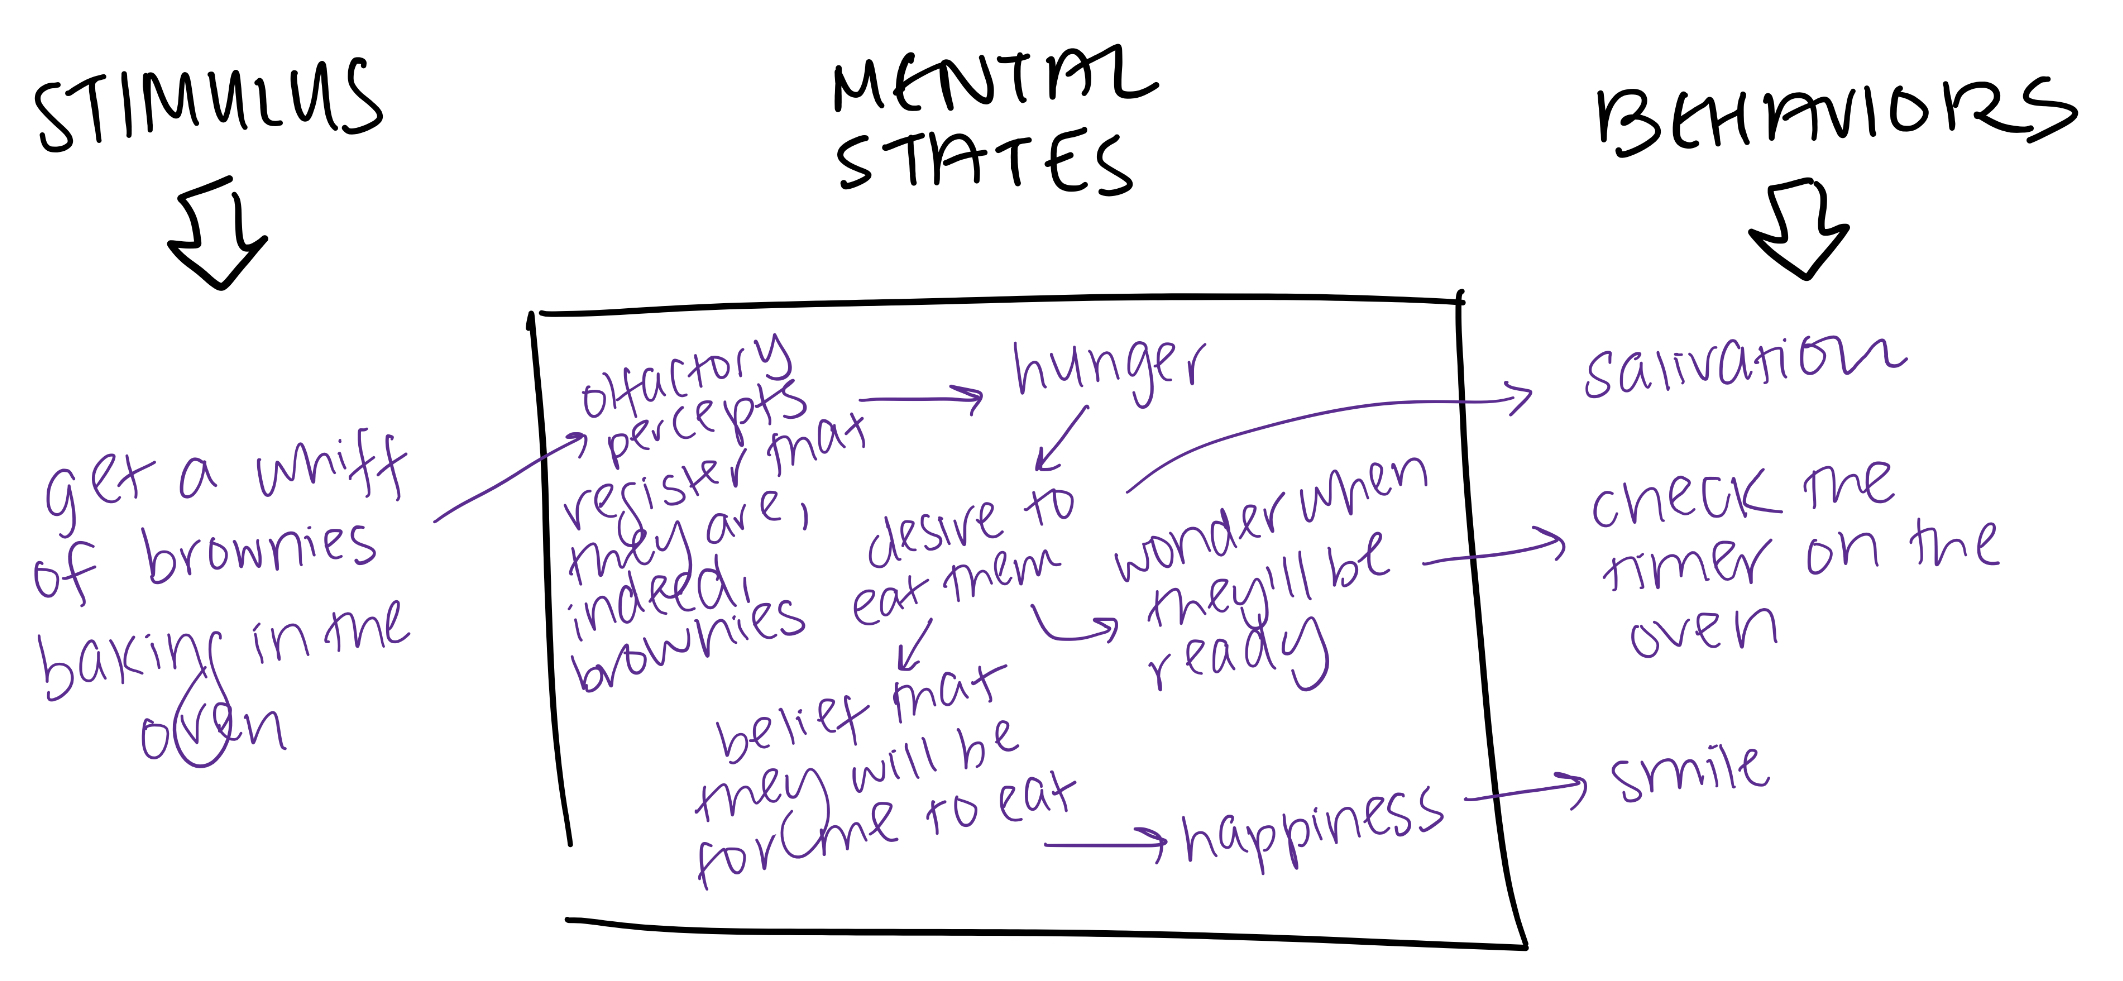 STIMULUS
MENTAL
STATES
BEHAVIORS
get a whiff
of brownies
baking in the
oven
olfactory
percepts
register that
they are,
indeed,
brownies
hunger
desire to
eat them
wonder when
they'll be
ready
belief that
they will be
for me to eat
happiness
salivation
check the
timer on the
oven
smile